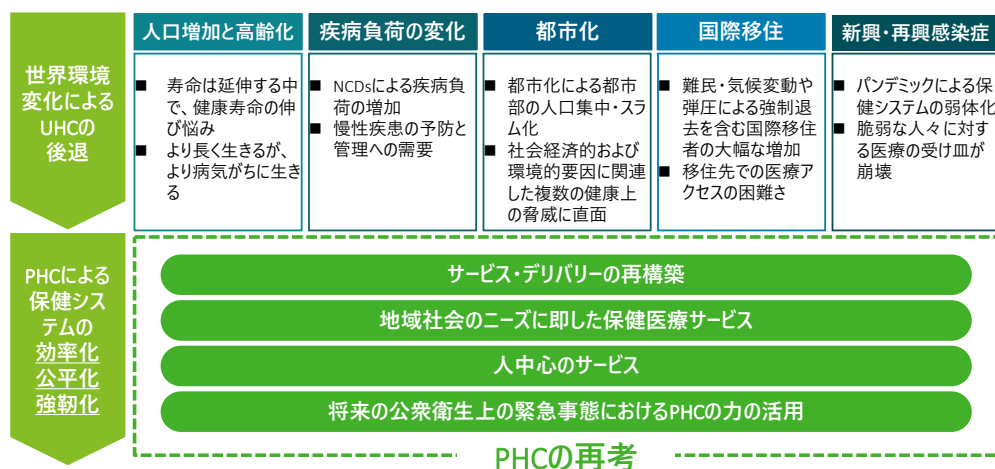 世界環境
変化による
UHCの
後退
人口増加と高齢化
■ 寿命は延伸する中
で、健康寿命の伸
び悩み
■ より長く生きるが、
より病気がちに生き
る
疾病負荷の変化
■ NCDsによる疾病負
荷の増加
■ 慢性疾患の予防と
管理への需要
都市化
■ 都市化による都市
部の人口集中・スラ
ム化
■ 社会経済的および
環境的要因に関連
した複数の健康上
の脅威に直面
国際移住
■ 難民・気候変動や
弾圧による強制退
去を含む国際移住
者の大幅な増加
■ 移住先での医療ア
クセスの困難さ
新興・再興感染症
■ パンデミックによる保
健システムの弱体化
■ 脆弱な人々に対す
る医療の受け皿が
崩壊
PHCによる
保健シス
テムの
効率化
公平化
強靭化
サービス・デリバリーの再構築
地域社会のニーズに即した保健医療サービス
人中心のサービス
将来の公衆衛生上の緊急事態におけるPHCの力の活用
PHCの再考